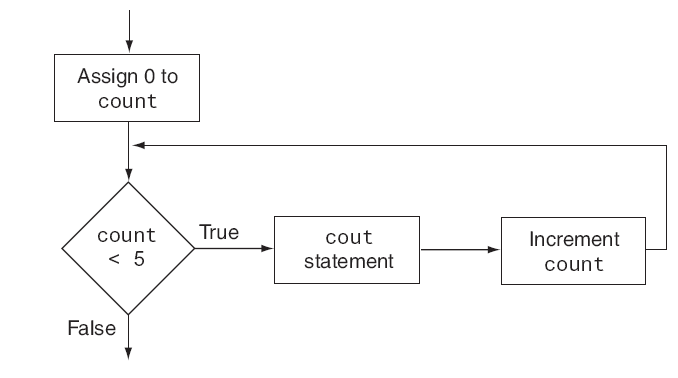 Assign 0 to
count
count
< 5
True
cout
statement
Increment
count
False